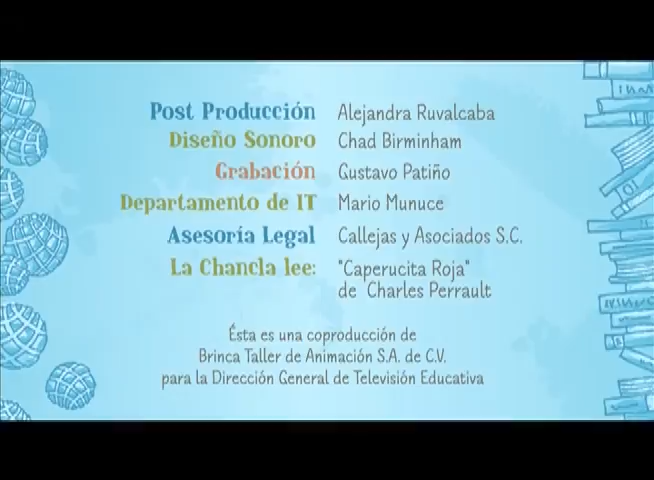 Post Producción Alejandra Ruvalcaba
Diseño Sonoro Chad Birminham
Grabación Gustavo Patiño
Departamento de IT Mario Munuce
Asesoría Legal Callejas y Asociados S.C.
La Chancla lee: "Caperucita Roja"
de Charles Perrault
Ésta es una coproducción de
Brinca Taller de Animación S.A. de C.V.
para la Dirección General de Televisión Educativa